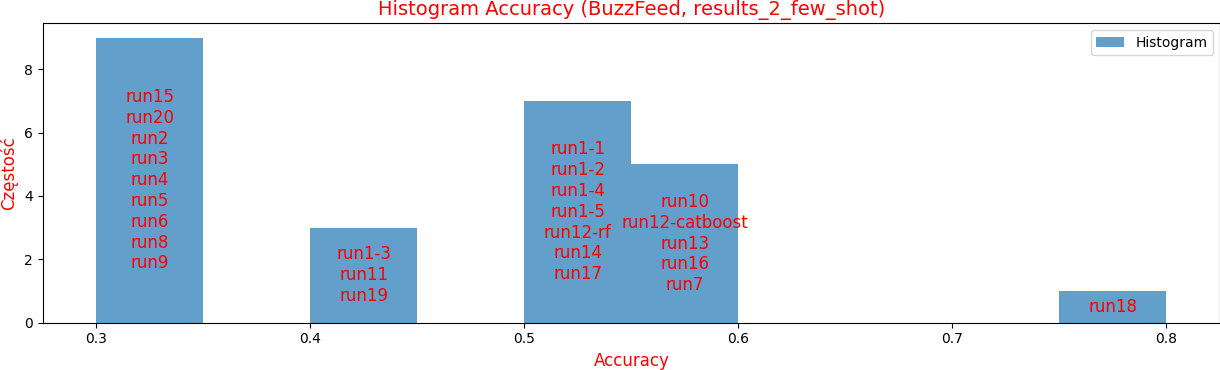 Histogram Accuracy (BuzzFeed, results_2_few_shot)
Histogram
Częstość
8
6
4
2
0
run15
run20
run2
run3
run4
run5
run6
run8
run9
run1-3
run11
run19
run1-1
run1-2
run1-4
run1-5
run12-rf
run14
run17
run10
run12-catboost
run13
run16
run7
run18
0.3 0.4 0.5 0.6 0.7 0.8
Accuracy